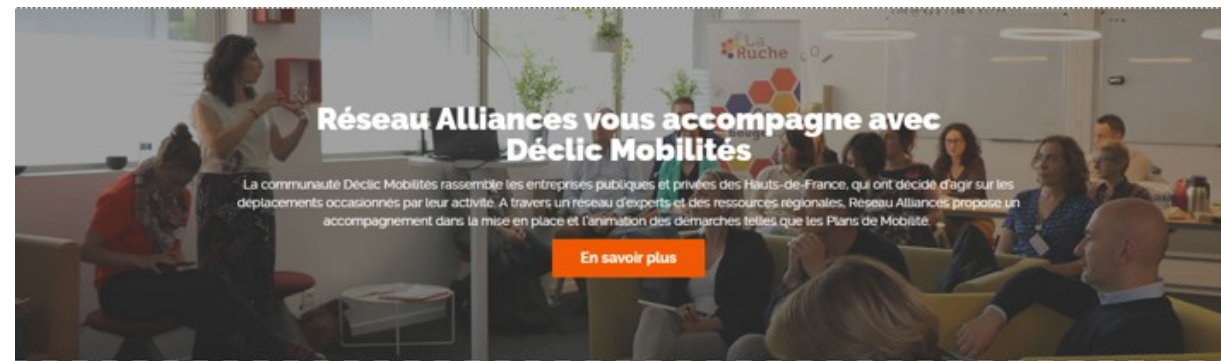 La
Ruche
Réseau Alliances vous accompagne avec
Déclic Mobilités
La communauté Déclic Mobilités rassemble les entreprises publiques et privées des Hauts-de-France, qui ont décidé d'agir sur les
déplacements occasionnés par leur activité. A travers un réseau d'experts et des ressources régionales, Réseau Alliances propose un
accompagnement dans la mise en place et l'animation des démarches telles que les Plans de Mobilité.
En savoir plus